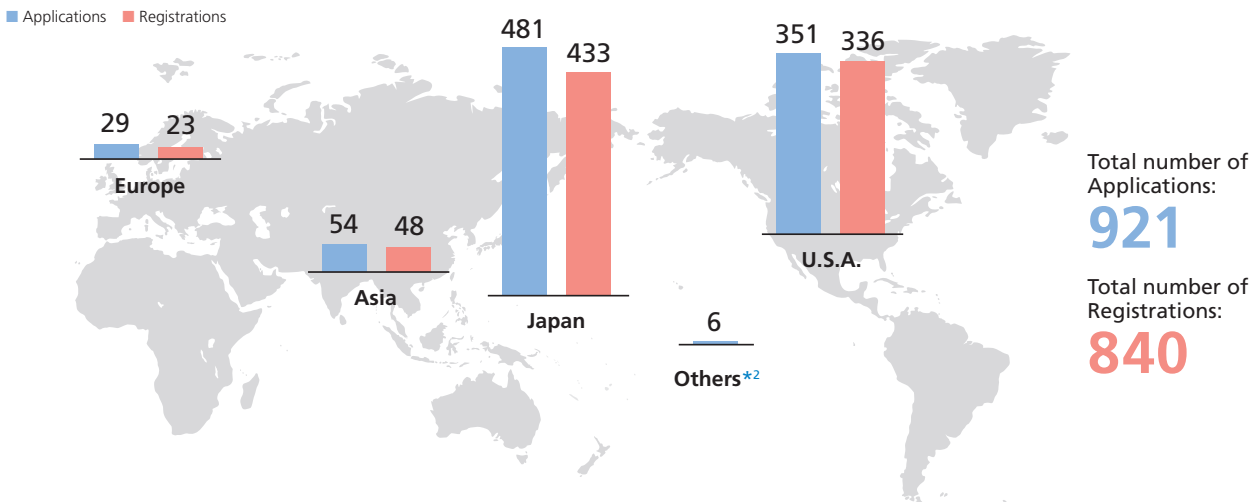 Applications Registrations
29 23
Europe
54 48
Asia
481 433
Japan
6
Others*2
351 336
U.S.A.
Total number of
Applications:
921
Total number of
Registrations:
840